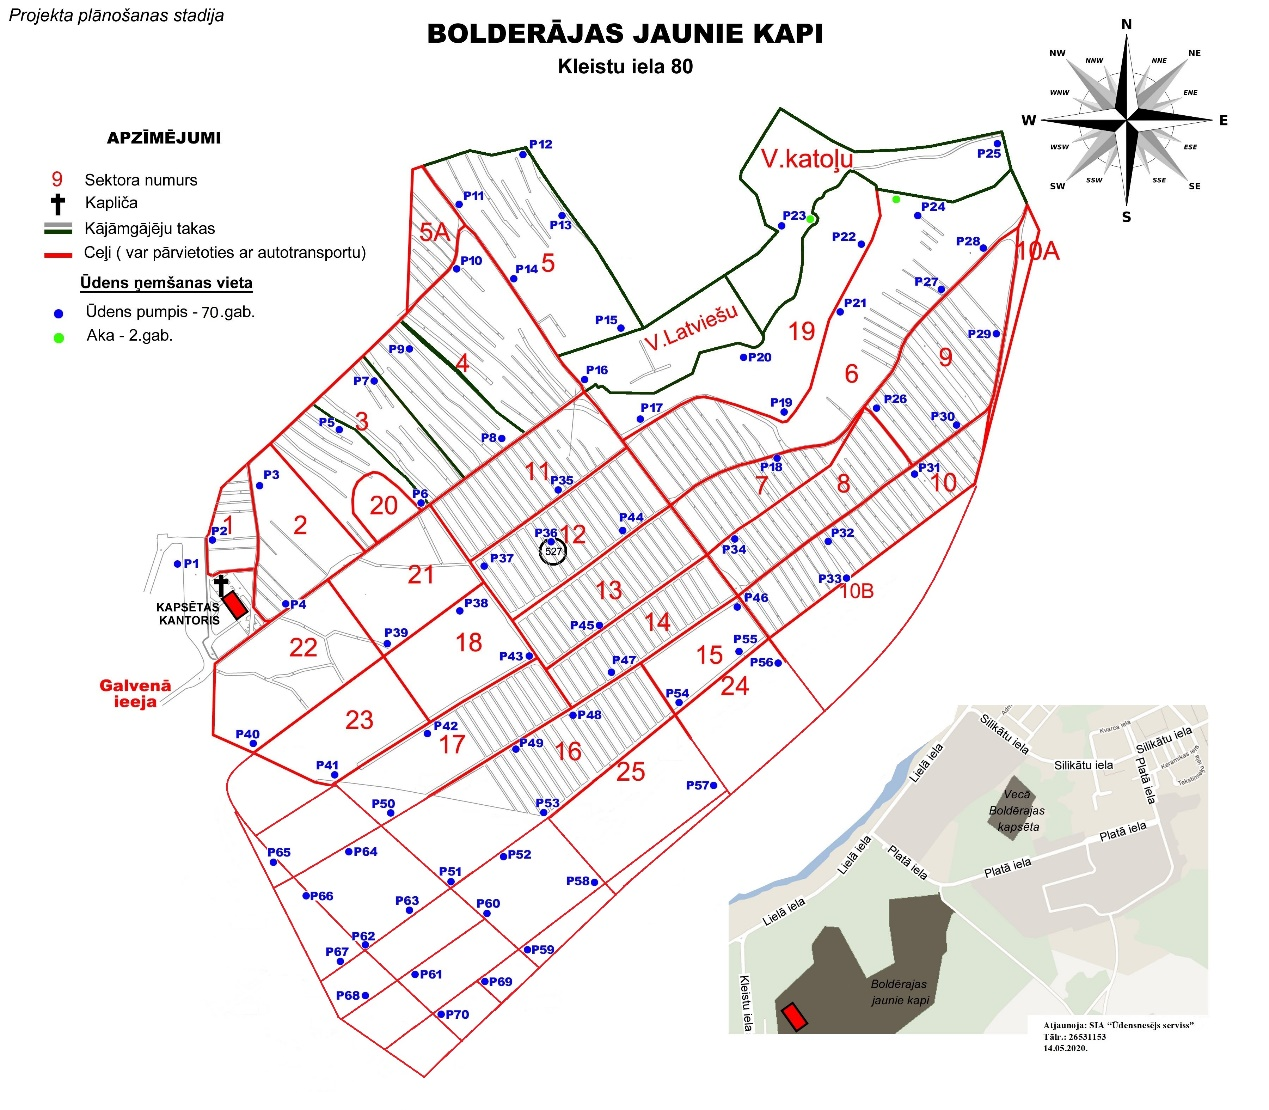 Projekta plānošanas stadija
BOLDERĀJAS JAUNIE KAPI
Kleistu iela 80
N
NNW
NNE
NW
NE
WNW
ENE
W
E
WSW
ESE
SW
SE
SSW
SSE
S
APZĪMĒJUMI
9 Sektora numurs
Kapliča
Kājāmgājēju takas
Ceļi ( var pārvietoties ar autotransportu)
Ūdens ņemšanas vieta
Ūdens pumpis - 70.gab.
Aka - 2.gab.
P12
P25
V.katoļu
P11
P13
P23
P24
5A
P22
P28
10A
P10
5
P14
P27
P21
P15
V.Latviešu
19
P29
P9
P20
9
4
P16
6
P7
P17
P19
P26
3
P5
P30
P8
P18
11
P31
P3
P35
7
8
10
20
P6
1
2
P44
P2
P36
12
P32
527
P34
P1
P37
21
P33
13
10B
KAPSĒTAS
KANTORIS
P4
P38
P46
P45
14
P39
18
22
P43
P55
15
P47
P56
Galvenā
ieeja
24
P54
23
P42
P48
P40
17
P49
16
P41
25
P57
P50
P53
P65
P64
P52
P51
P58
P66
P63
P60
P62
P67
P59
P61
P69
P68
P70
Silikātu iela
Kvarca iela
Silikātu iela
Lielā iela
Silikātu iela
Keramikas iela
Platā iela
Vecā
Boldērajas
kapsēta
Platā iela
Lielā iela
Platā iela
Platā iela
Lielā iela
Kleistu iela
Boldērajas
jaunie kapi
Atjaunoja: SIA “Ūdensnesējs serviss”
Tālr.: 26531153
14.05.2020.